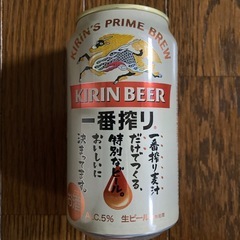 KIRIN'S PRIME BREW
KIRIN BEER
一番搾り
一番搾り麦汁
だけでつくる、
特別なビール。
おいしいに
決まってます。
ALC.5% 生ビール